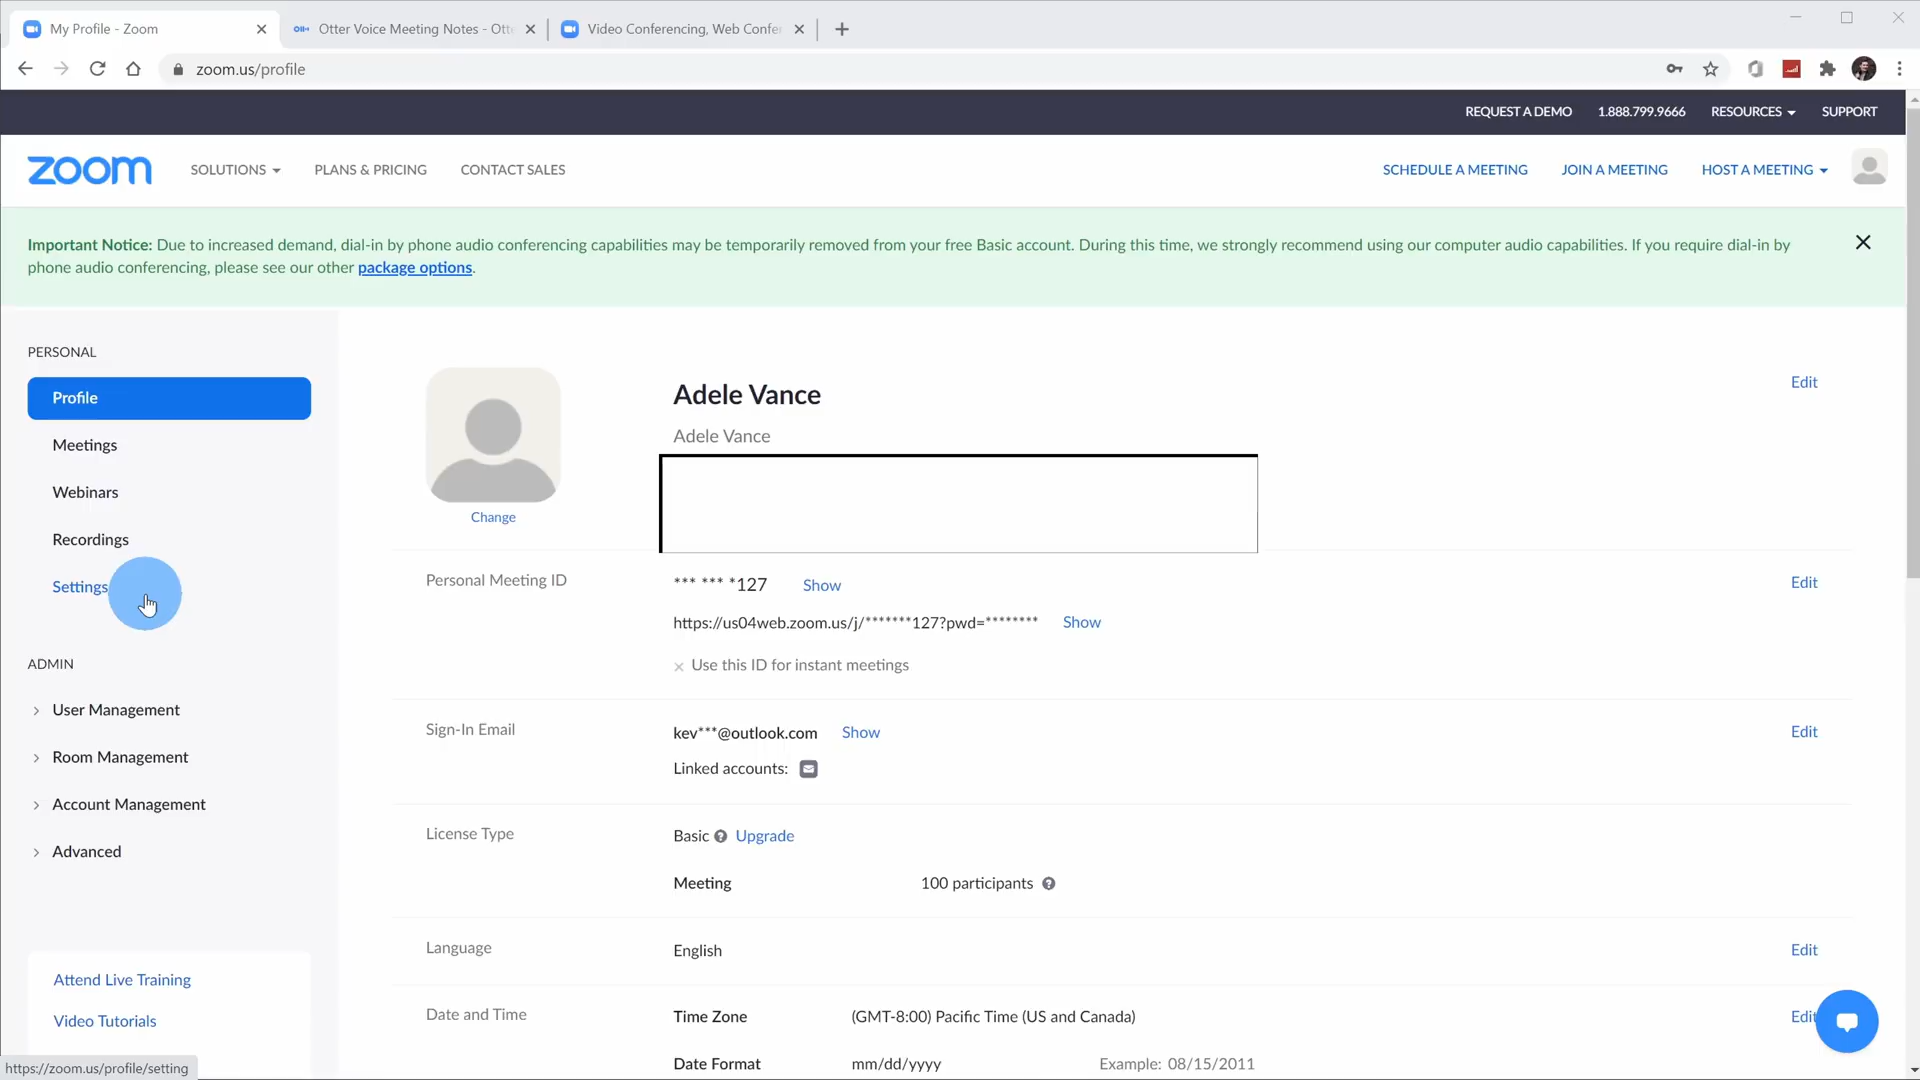 My Profile - Zoom
Otter Voice Meeting Notes - Ott
Video Conferencing, Web Confer
zoom.us/profile
REQUEST A DEMO 1.888.799.9666 RESOURCES SUPPORT
zoom SOLUTIONS PLANS & PRICING CONTACT SALES SCHEDULE A MEETING JOIN A MEETING HOST A MEETING
Important Notice: Due to increased demand, dial-in by phone audio conferencing capabilities may be temporarily removed from your free Basic account. During this time, we strongly recommend using our computer audio capabilities. If you require dial-in by
phone audio conferencing, please see our other package options.
PERSONAL
Profile
Meetings
Webinars
Recordings
Settings
ADMIN
User Management
Room Management
Account Management
Advanced
Attend Live Training
Video Tutorials
https://zoom.us/profile/setting
Change
Adele Vance
Edit
Adele Vance
Personal Meeting ID
*** *** *127 Show
Edit
https://us04web.zoom.us/j/*******127?pwd=******** Show
Use this ID for instant meetings
Sign-In Email
kev***@outlook.com Show
Edit
Linked accounts:
License Type
Basic Upgrade
Meeting 100 participants
Language
English
Edit
Date and Time
Time Zone (GMT-8:00) Pacific Time (US and Canada)
Edit
Date Format mm/dd/yyyy Example: 08/15/2011